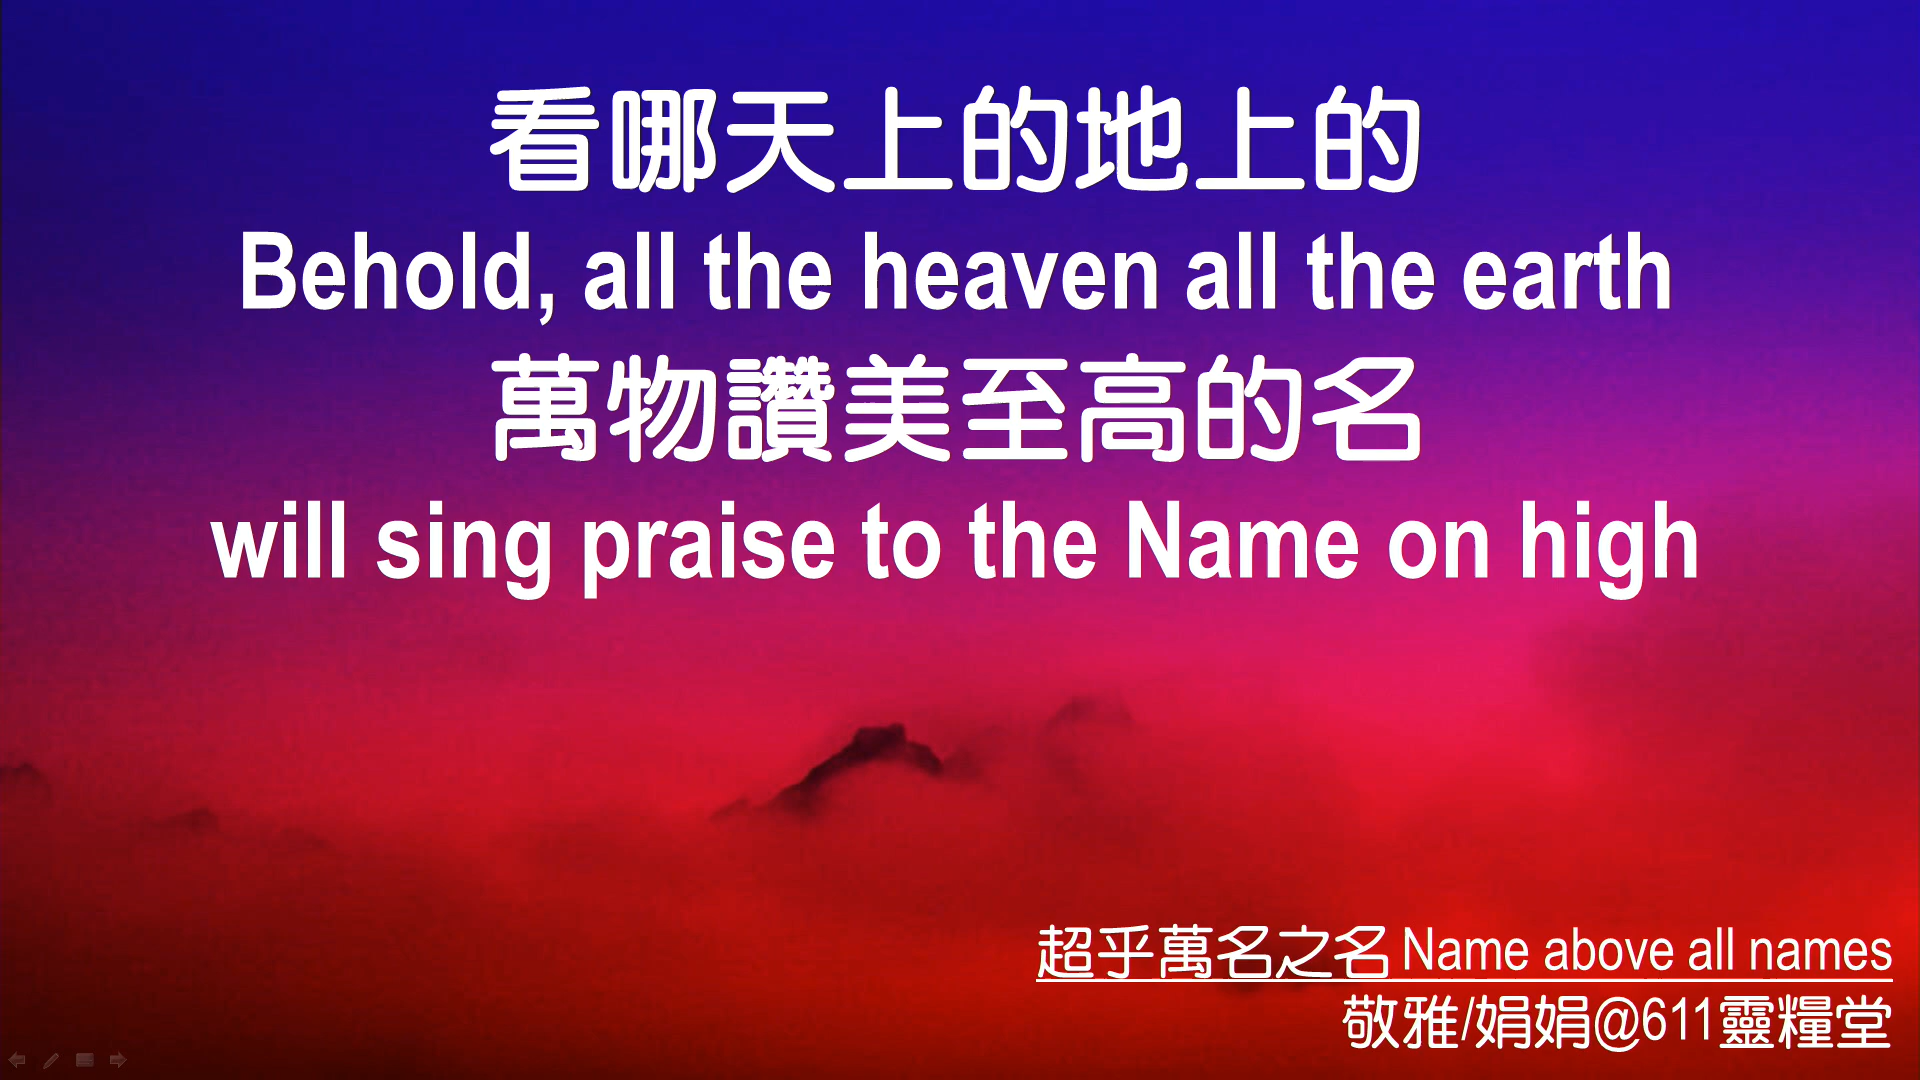 看哪天上的地上的
Behold, all the heaven all the earth
萬物讚美至高的名
will sing praise to the Name on high
超乎萬名之名 Name above all names
敬雅/娟娟@611靈糧堂